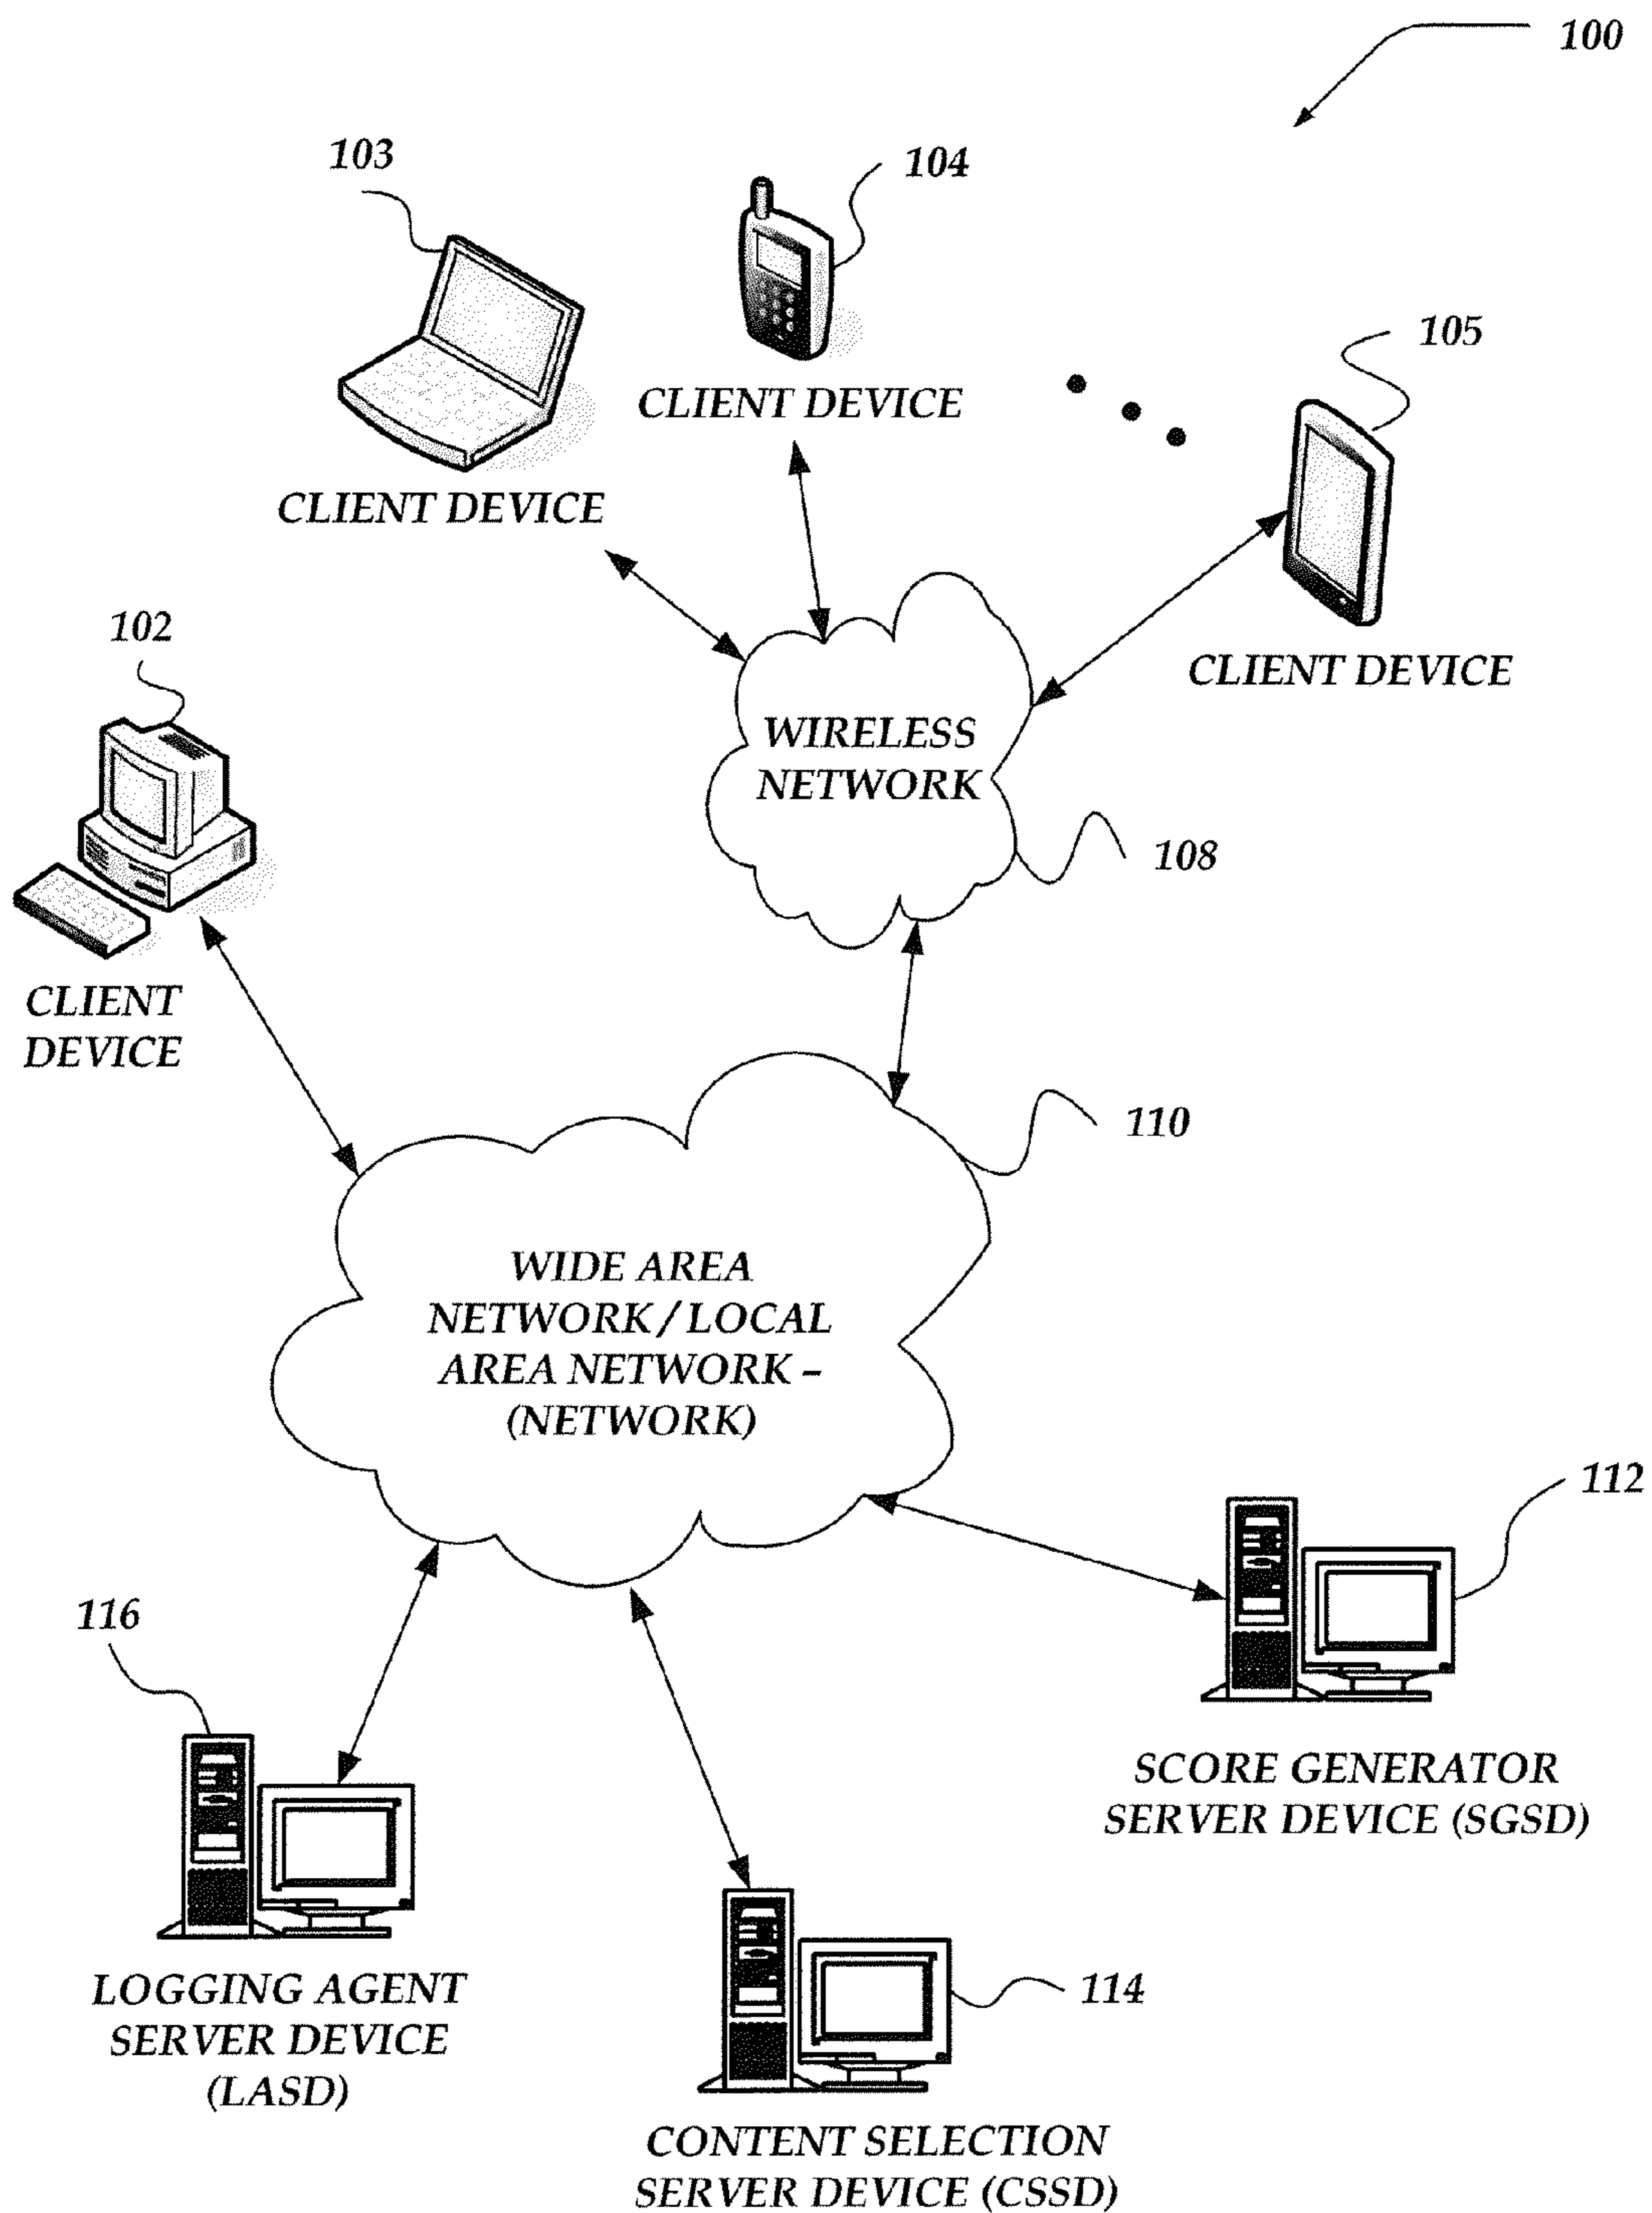 100
103
104
CLIENT DEVICE
105
CLIENT DEVICE
102
CLIENT DEVICE
WIRELESS
NETWORK
108
CLIENT
DEVICE
110
WIDE AREA
NETWORK / LOCAL
AREA NETWORK –
(NETWORK)
112
116
SCORE GENERATOR
SERVER DEVICE (SGSD)
LOGGING AGENT
SERVER DEVICE
(LASD)
114
CONTENT SELECTION
SERVER DEVICE (CSSD)